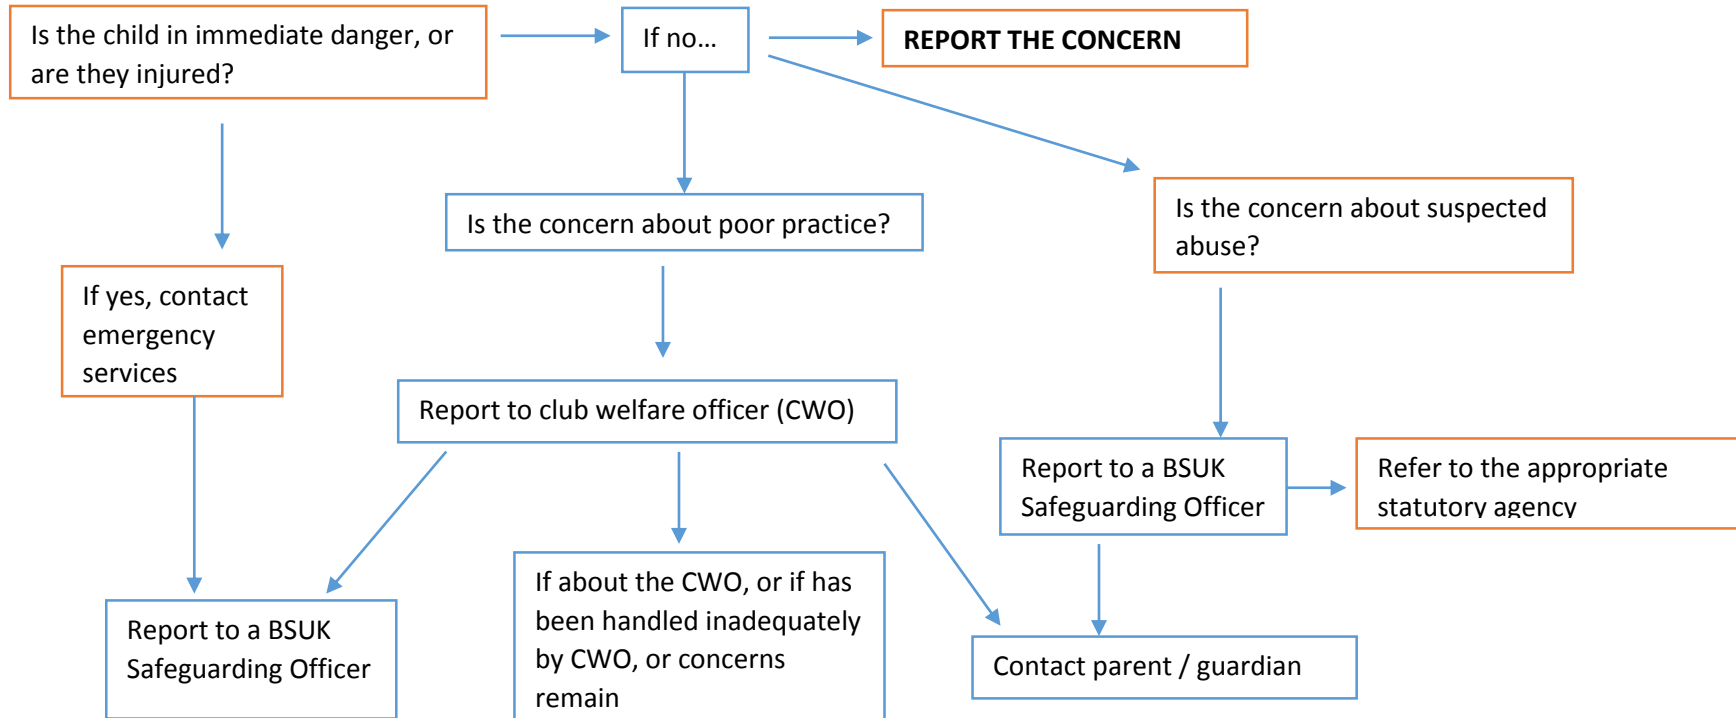 Is the child in immediate danger, or
are they injured?
If no…
REPORT THE CONCERN
Is the concern about poor practice?
Is the concern about suspected
abuse?
If yes, contact
emergency
services
Report to club welfare officer (CWO)
Report to a BSUK
Safeguarding Officer
Refer to the appropriate
statutory agency
Report to a BSUK
Safeguarding Officer
If about the CWO, or if has
been handled inadequately
by CWO, or concerns
remain
Contact parent / guardian